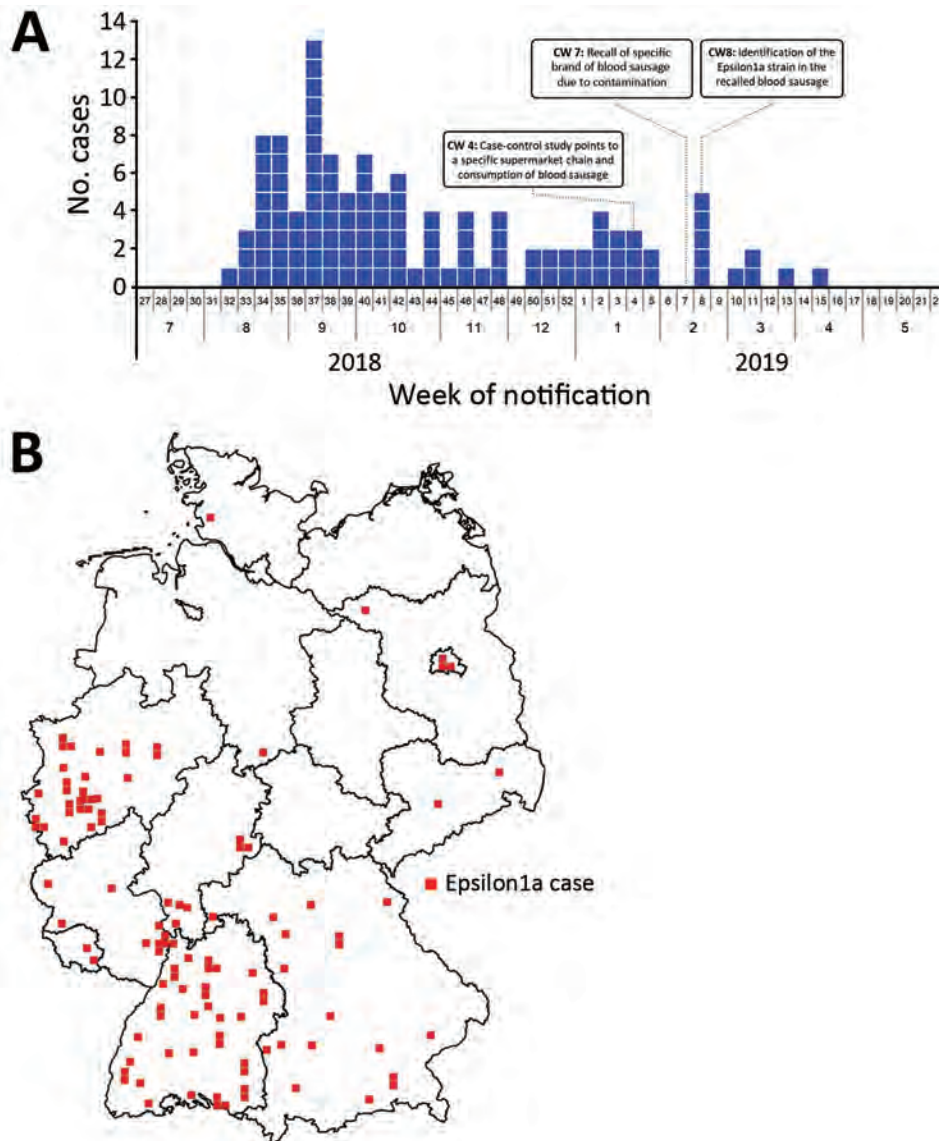 A
No. cases
14
12
10
8
6
4
2
0
CW 7: Recall of specific
brand of blood sausage
due to contamination
CW8: Identification of the
Epsilon1a strain in the
recalled blood sausage
CW 4: Case-control study points to
a specific supermarket chain and
consumption of blood sausage
27 28 29 30 31 32 33 34 35 36 37 38 39 40 41 42 43 44 45 46 47 48 49 50 51 52 1 2 3 4 5 6 7 8 9 10 11 12 13 14 15 16 17 18 19 20 21 2
7 8 9 10 11 12 1 2 3 4 5
2018 2019
Week of notification
B
Epsilon1a case